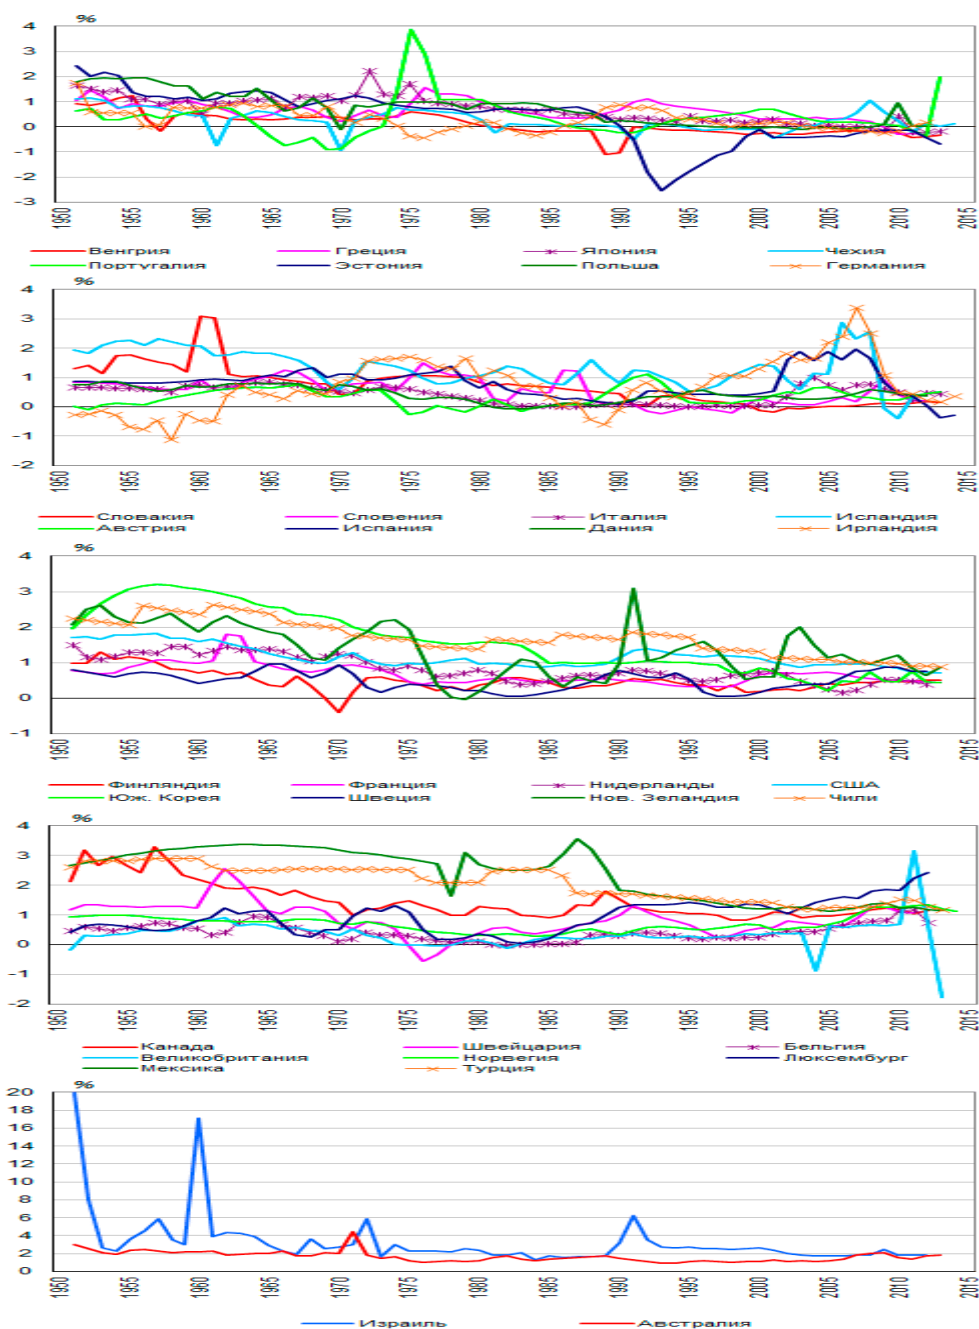 %
4
3
2
1
0
-1
-2
-3
1950 1955 1960 1965 1970 1975 1980 1985 1990 1995 2000 2005 2010 2015
Венгрия Греция Япония Чехия
Португалия Эстония Польша Германия
%
4
3
2
1
0
-1
-2
1950 1955 1960 1965 1970 1975 1980 1985 1990 1995 2000 2005 2010 2015
Словакия Словения Италия Исландия
Австрия Испания Дания Ирландия
%
4
3
2
1
0
-1
1950 1955 1960 1965 1970 1975 1980 1985 1990 1995 2000 2005 2010 2015
Финляндия Франция Нидерланды США
Юж. Корея Швеция Нов. Зеландия Чили
%
4
3
2
1
0
-1
-2
1950 1955 1960 1965 1970 1975 1980 1985 1990 1995 2000 2005 2010 2015
Канада Швейцария Бельгия
Великобритания Норвегия Люксембург
Мексика Турция
%
20
18
16
14
12
10
8
6
4
2
0
1950 1955 1960 1965 1970 1975 1980 1985 1990 1995 2000 2005 2010 2015
Израиль Австралия